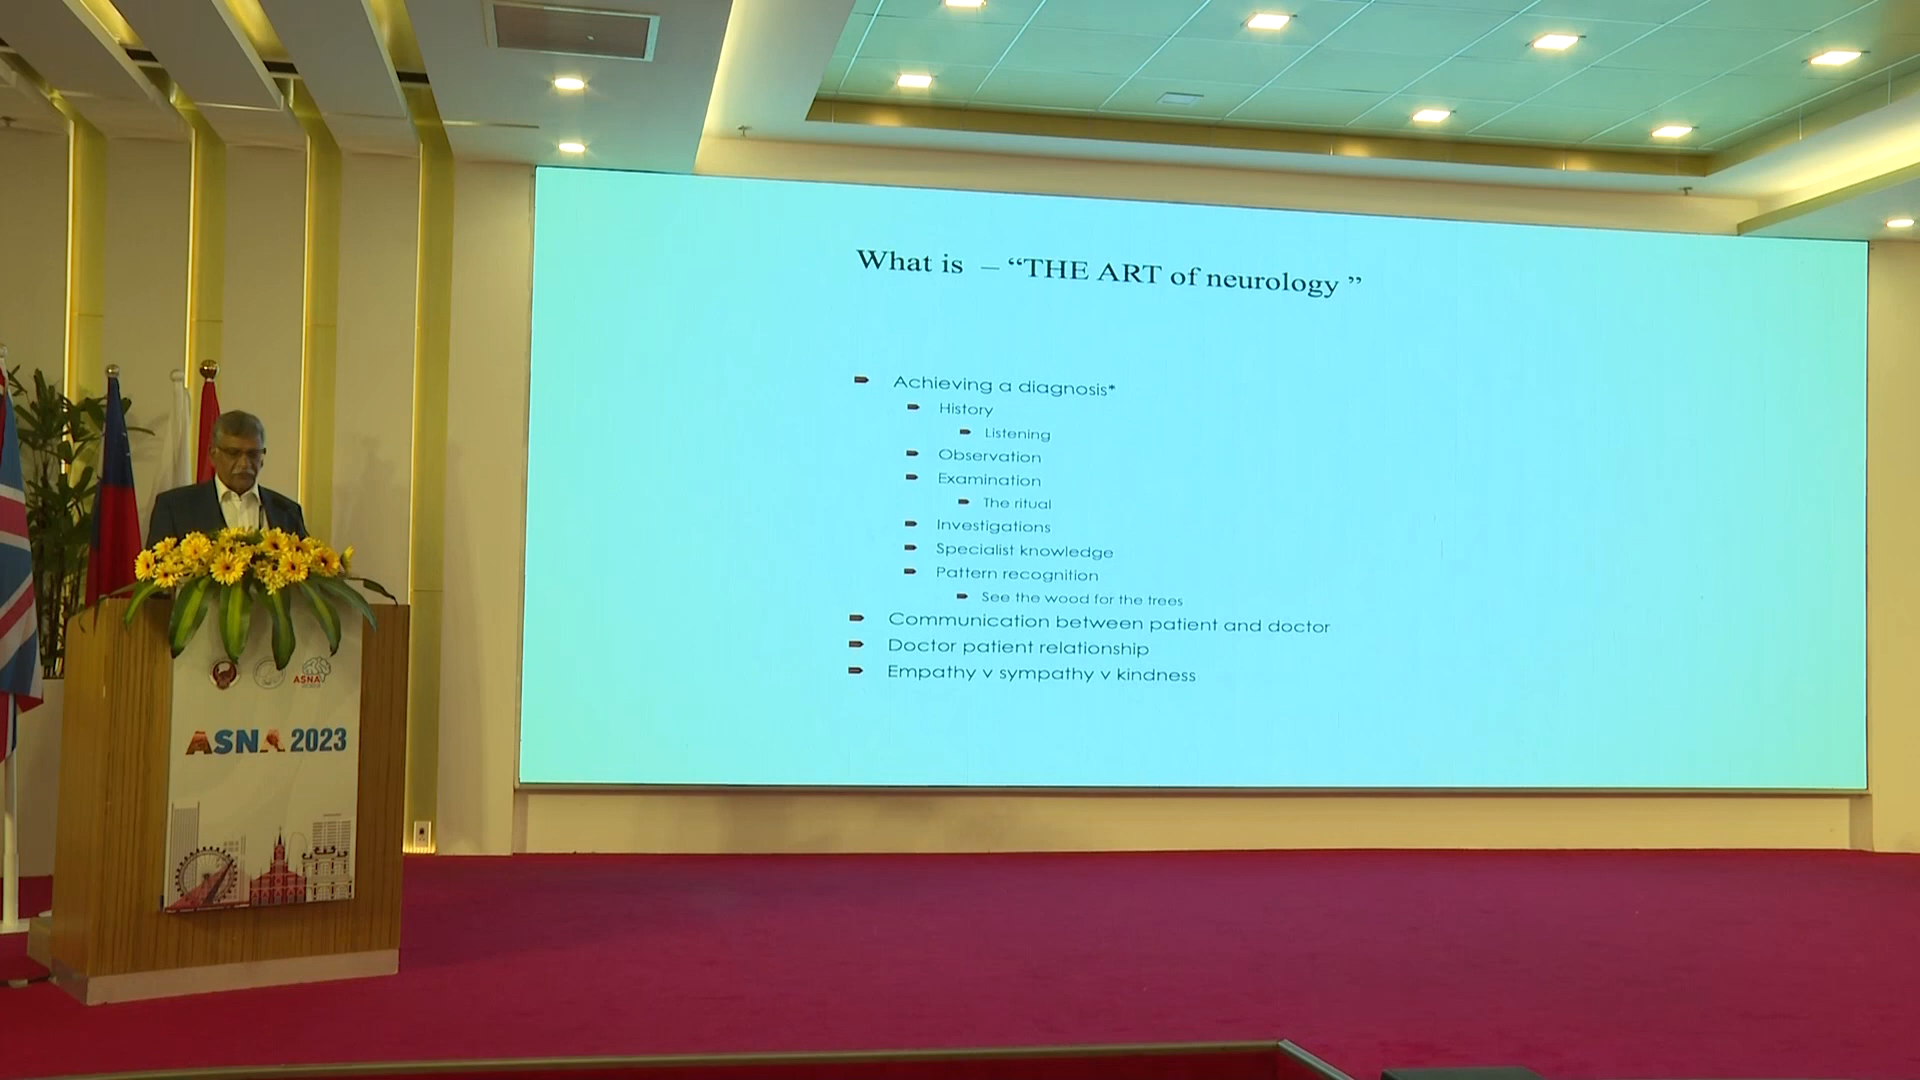 What is – “THE ART of neurology ”
Achieving a diagnosis*
History
Listening
Observation
Examination
The ritual
Investigations
Specialist knowledge
Pattern recognition
See the wood for the trees
Communication between patient and doctor
Doctor patient relationship
Empathy v sympathy v kindness
ASNA
ASNA 2023